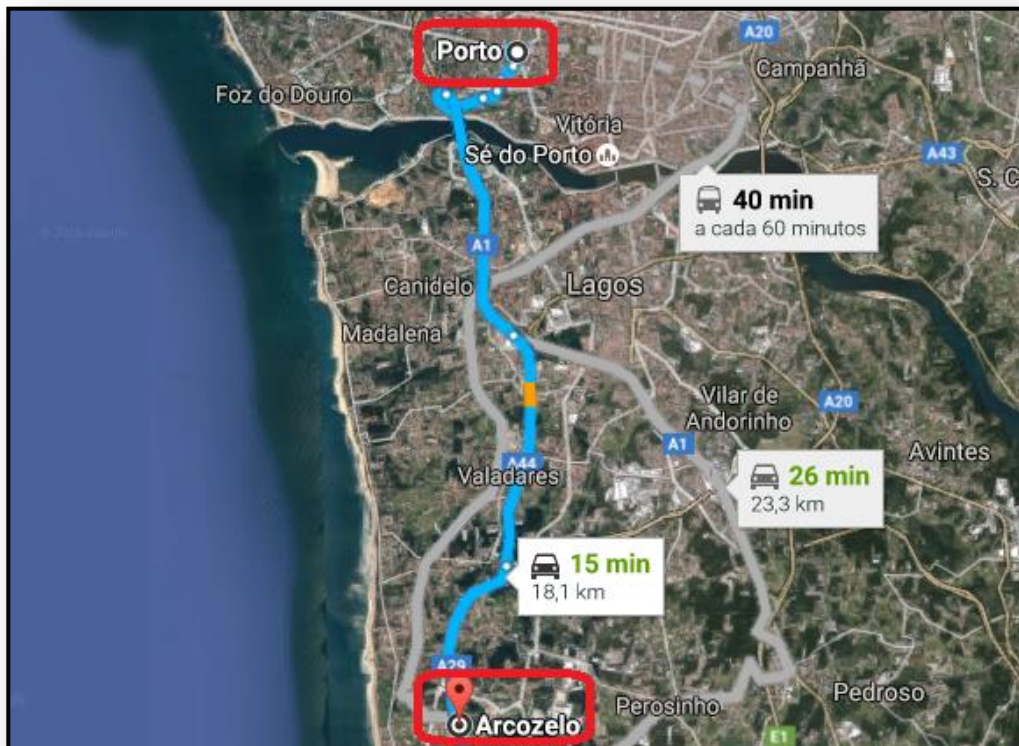 Porto
A20
Campanhã
Foz do Douro
Vitória
Sé do Porto
A43
S. C
40 min
a cada 60 minutos
A1
Canidelo
Lagos
Madalena
Vilar de
Andorinho
A20
A1
Avintes
A44
Valadares
26 min
23,3 km
15 min
18,1 km
A29
Perosinho
Pedroso
Arcozelo
E1